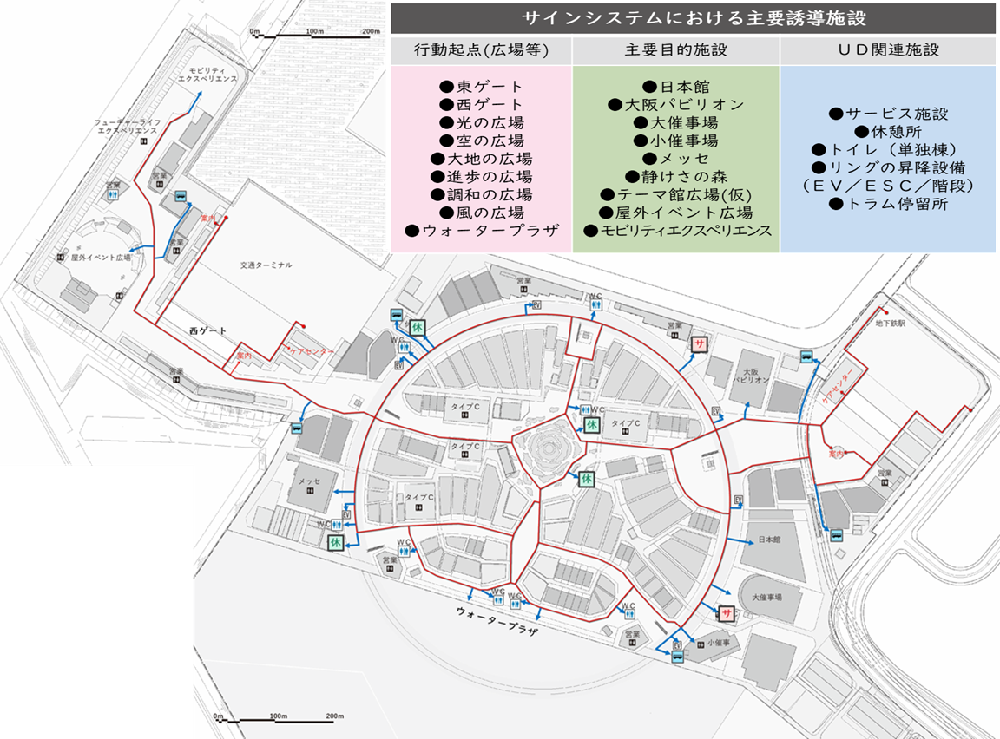 サインシステムにおける主要誘導施設
行動起点(広場等)
主要目的施設
ＵＤ関連施設
●東ゲート
●西ゲート
●光の広場
●空の広場
●大地の広場
●進歩の広場
●調和の広場
●風の広場
●ウォータープラザ
●日本館
●大阪パビリオン
●大催事場
●小催事場
●メッセ
●静けさの森
●テーマ館広場(仮)
●屋外イベント広場
●モビリティエクスペリエンス
●サービス施設
●休憩所
●トイレ（単独棟）
●リングの昇降設備
（ＥＶ／ＥＳＣ／階段）
●トラム停留所
0m 100m 200m
モビリティ
エクスペリエンス
フューチャーライフ
エクスペリエンス
営業
営業
案内
営業
屋外イベント広場
交通ターミナル
西ゲート
案内
ケアセンター
営業
営業
EV
WC
休
WC
EV
営業
サ
大阪
パビリオン
地下鉄駅
ケアセンター
案内
営業
タイプC
WC
休
タイプC
EV
タイプC
休
メッセ
タイプC
EV
WC
休
EV
日本館
WC
営業
大催事場
サ
WC
WC
WC
ウォータープラザ
営業
EV
小催事
0m 100m 200m